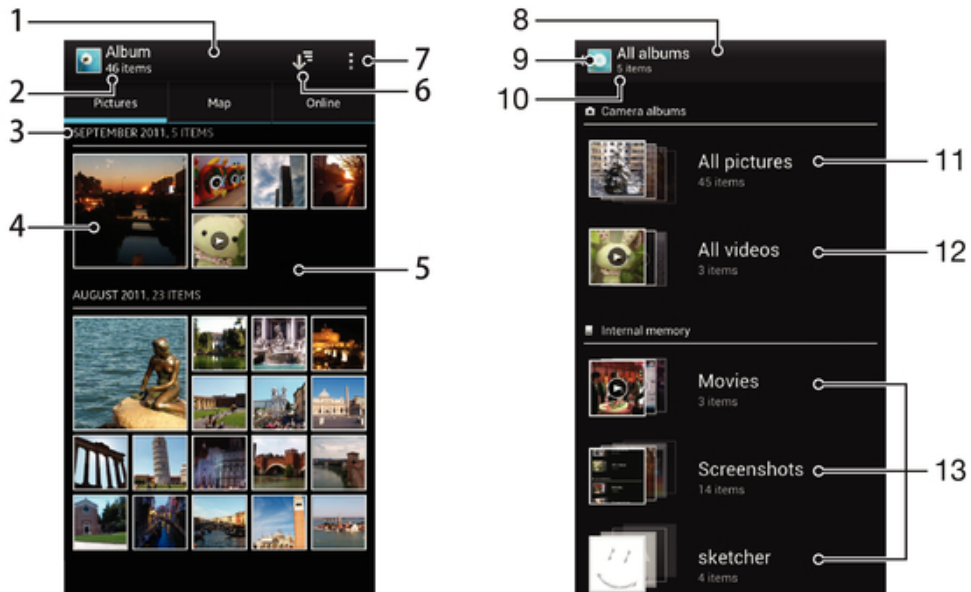 1
Album
46 items
2
7
6
Pictures
Map
Online
3
SEPTEMBER 2011, 5 ITEMS
4
5
AUGUST 2011, 23 ITEMS
8
9
All albums
5 items
10
Camera albums
All pictures
45 items
11
All videos
3 items
12
Internal memory
Movies
3 items
Screenshots
14 items
13
sketcher
4 items